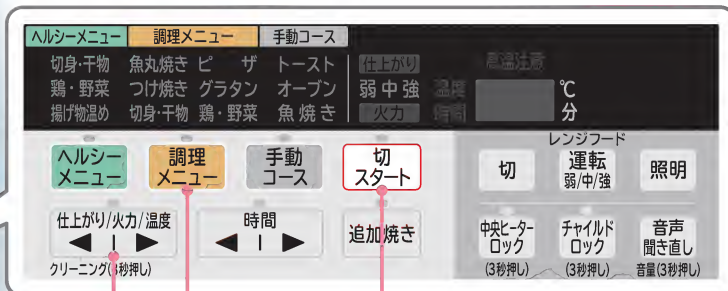 ヘルシーメニュー 調理メニュー 手動コース
切身・干物 魚丸焼き ピザ トースト 仕上がり 高温注意
鶏・野菜 つけ焼き グラタン オーブン 弱 中 強 温度 ℃
揚げ物温め 切身・干物 鶏・野菜 魚焼き 火力 時間 分
レンジフード
ヘルシー
メニュー
調理
メニュー
手動
コース
切
スタート
切
運転
弱/中/強
照明
仕上がり/火力/温度
◀ | ▶
時間
◀ | ▶
追加焼き
中央ヒーター
ロック
チャイルド
ロック
音声
聞き直し
クリーニング(3秒押し)
(3秒押し)
(3秒押し)
音量(3秒押し)